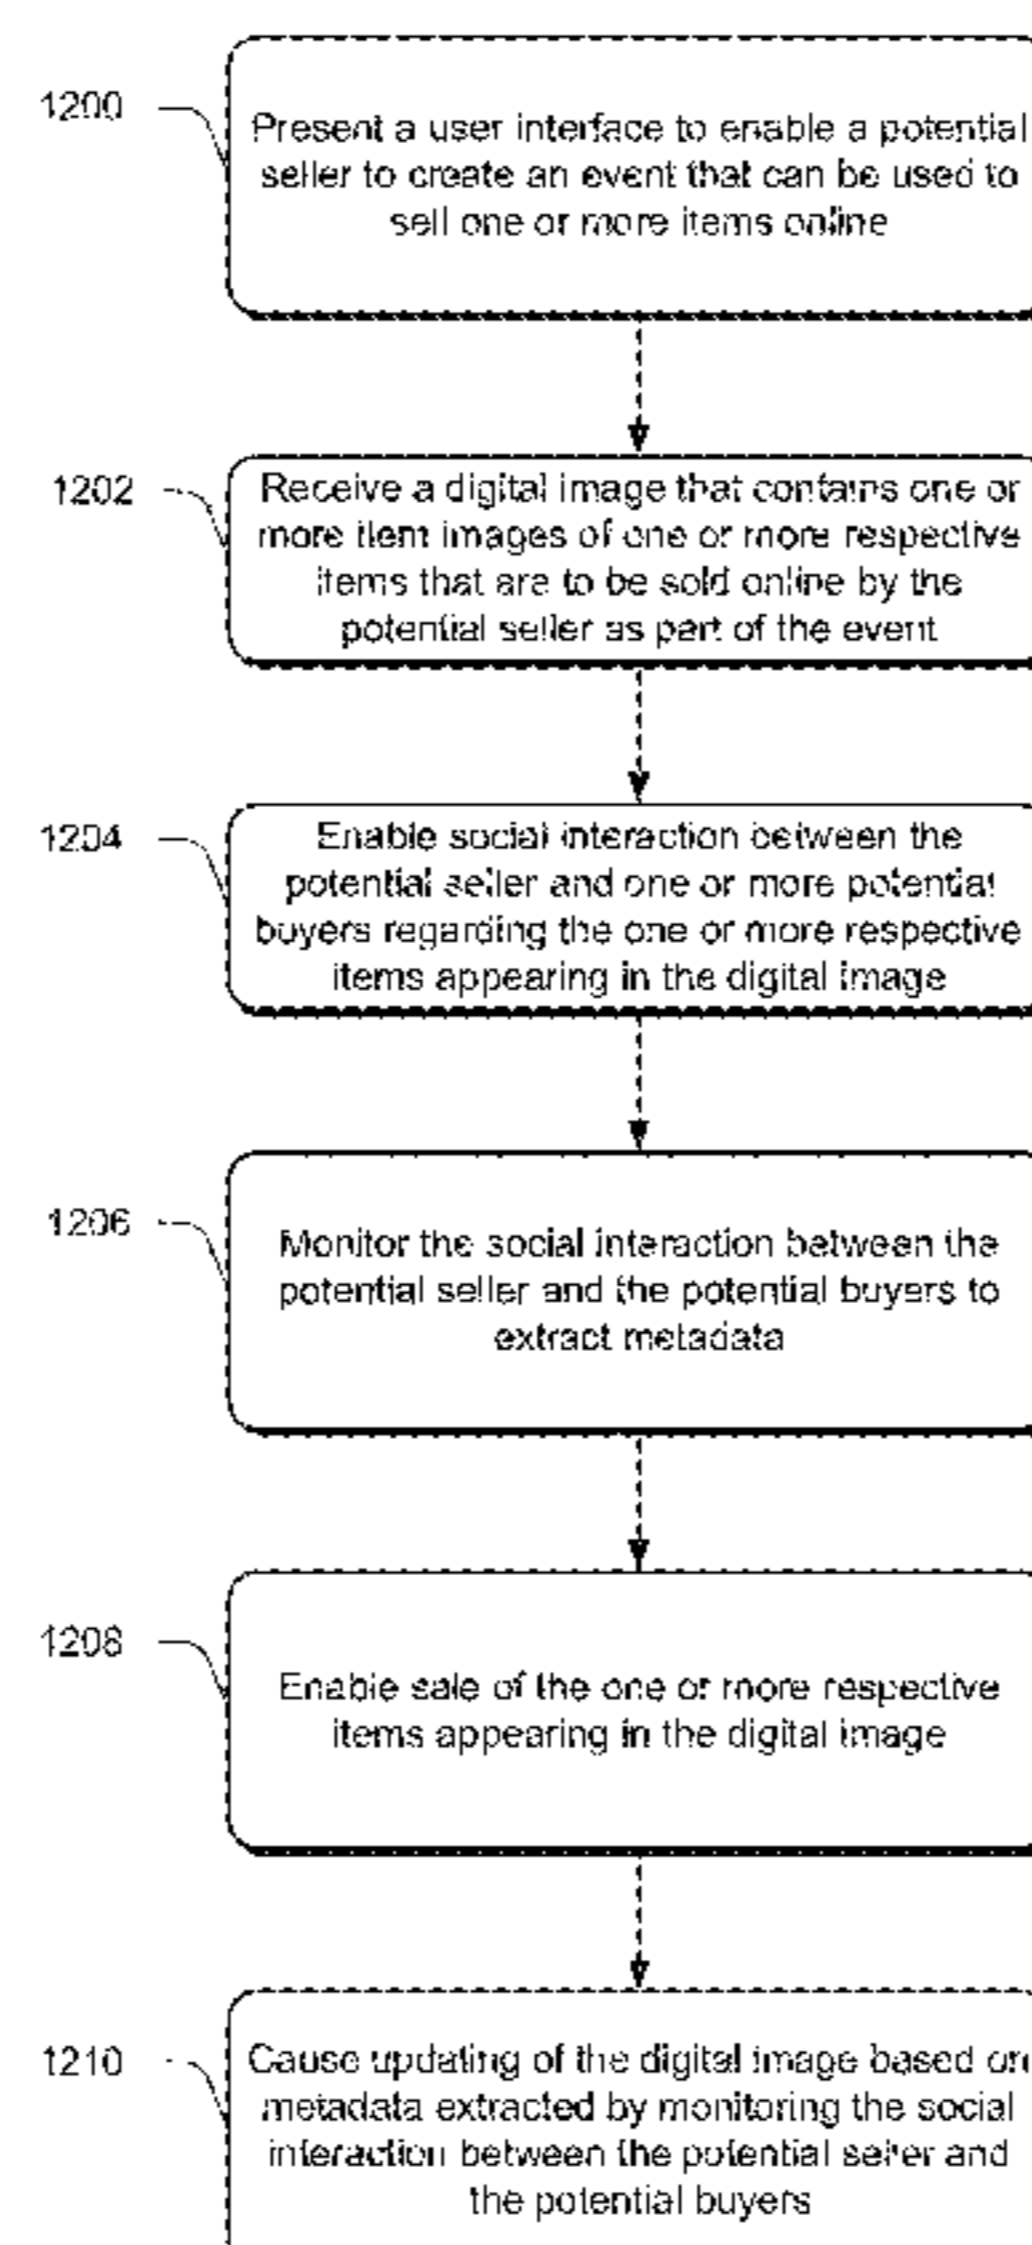 1200
Present a user interface to enable a potential
seller to create an event that can be used to
sell one or more items online
1202
Receive a digital image that contains one or
more item images of one or more respective
items that are to be sold online by the
potential seller as part of the event
1204
Enable social interaction between the
potential seller and one or more potential
buyers regarding the one or more respective
items appearing in the digital image
1206
Monitor the social interaction between the
potential seller and the potential buyers to
extract metadata
1208
Enable sale of the one or more respective
items appearing in the digital image
1210
Cause updating of the digital image based on
metadata extracted by monitoring the social
interaction between the potential seller and
the potential buyers